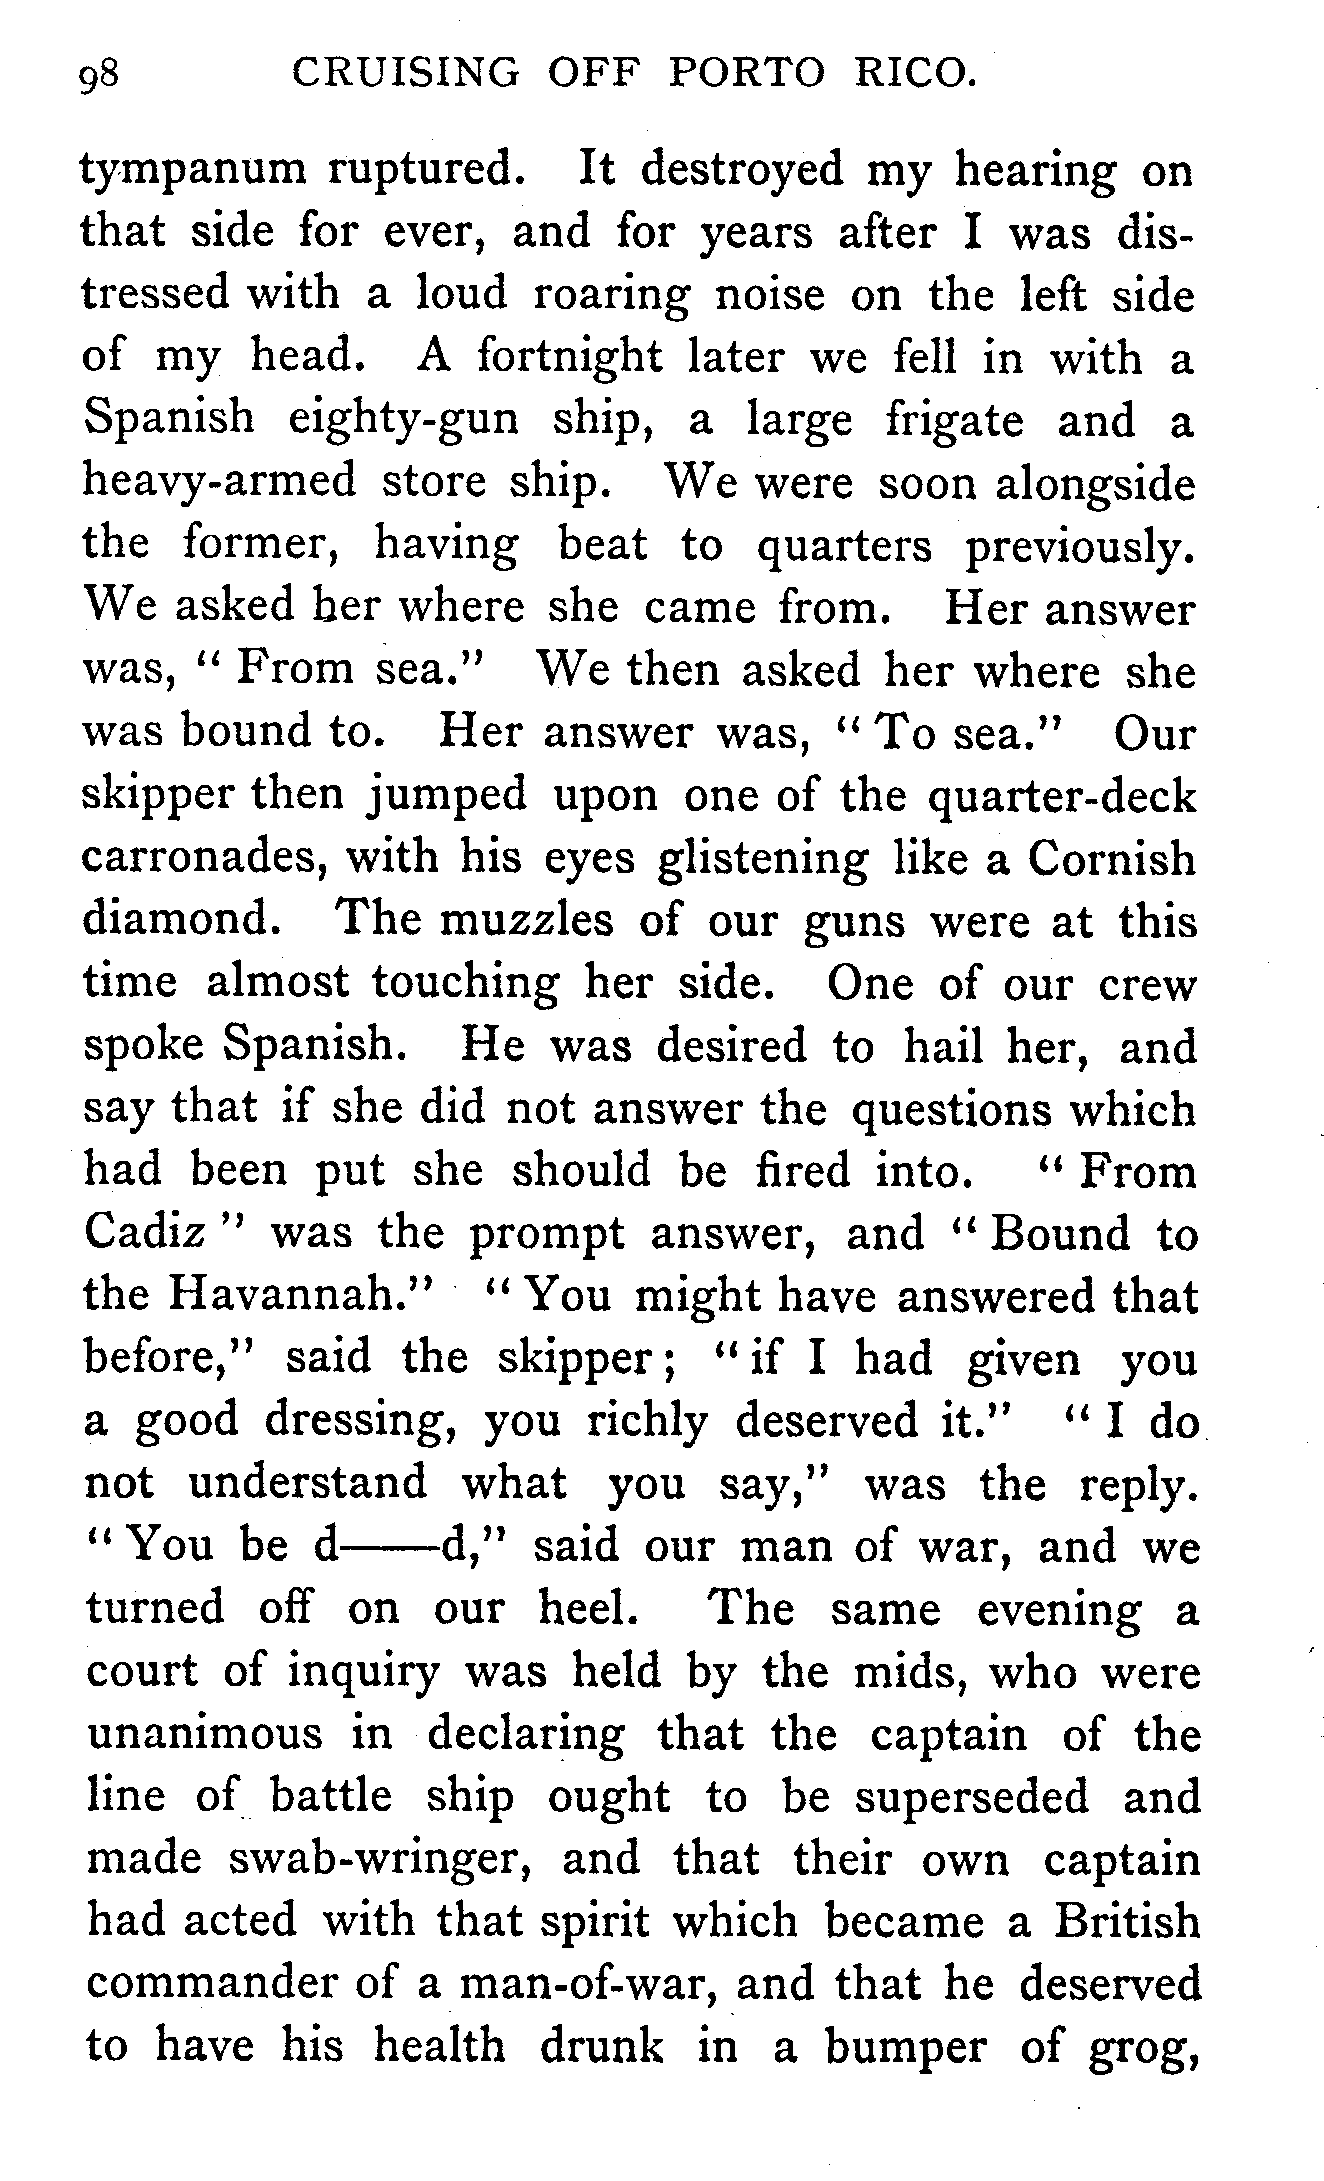 98 CRUISING OFF PORTO RICO.
tympanum ruptured. It destroyed my hearing on
that side for ever, and for years after I was dis-
tressed with a loud roaring noise on the left side
of my head. A fortnight later we fell in with a
Spanish eighty-gun ship, a large frigate and a
heavy-armed store ship. We were soon alongside
the former, having beat to quarters previously.
We asked her where she came from. Her answer
was, “ From sea.” We then asked her where she
was bound to. Her answer was, “ To sea.” Our
skipper then jumped upon one of the quarter-deck
carronades, with his eyes glistening like a Cornish
diamond. The muzzles of our guns were at this
time almost touching her side. One of our crew
spoke Spanish. He was desired to hail her, and
say that if she did not answer the questions which
had been put she should be fired into. “ From
Cadiz ” was the prompt answer, and “ Bound to
the Havannah.” “ You might have answered that
before,” said the skipper ; “ if I had given you
a good dressing, you richly deserved it.” “ I do
not understand what you say,” was the reply.
“ You be d——d,” said our man of war, and we
turned off on our heel. The same evening a
court of inquiry was held by the mids, who were
unanimous in declaring that the captain of the
line of battle ship ought to be superseded and
made swab-wringer, and that their own captain
had acted with that spirit which became a British
commander of a man-of-war, and that he deserved
to have his health drunk in a bumper of grog,